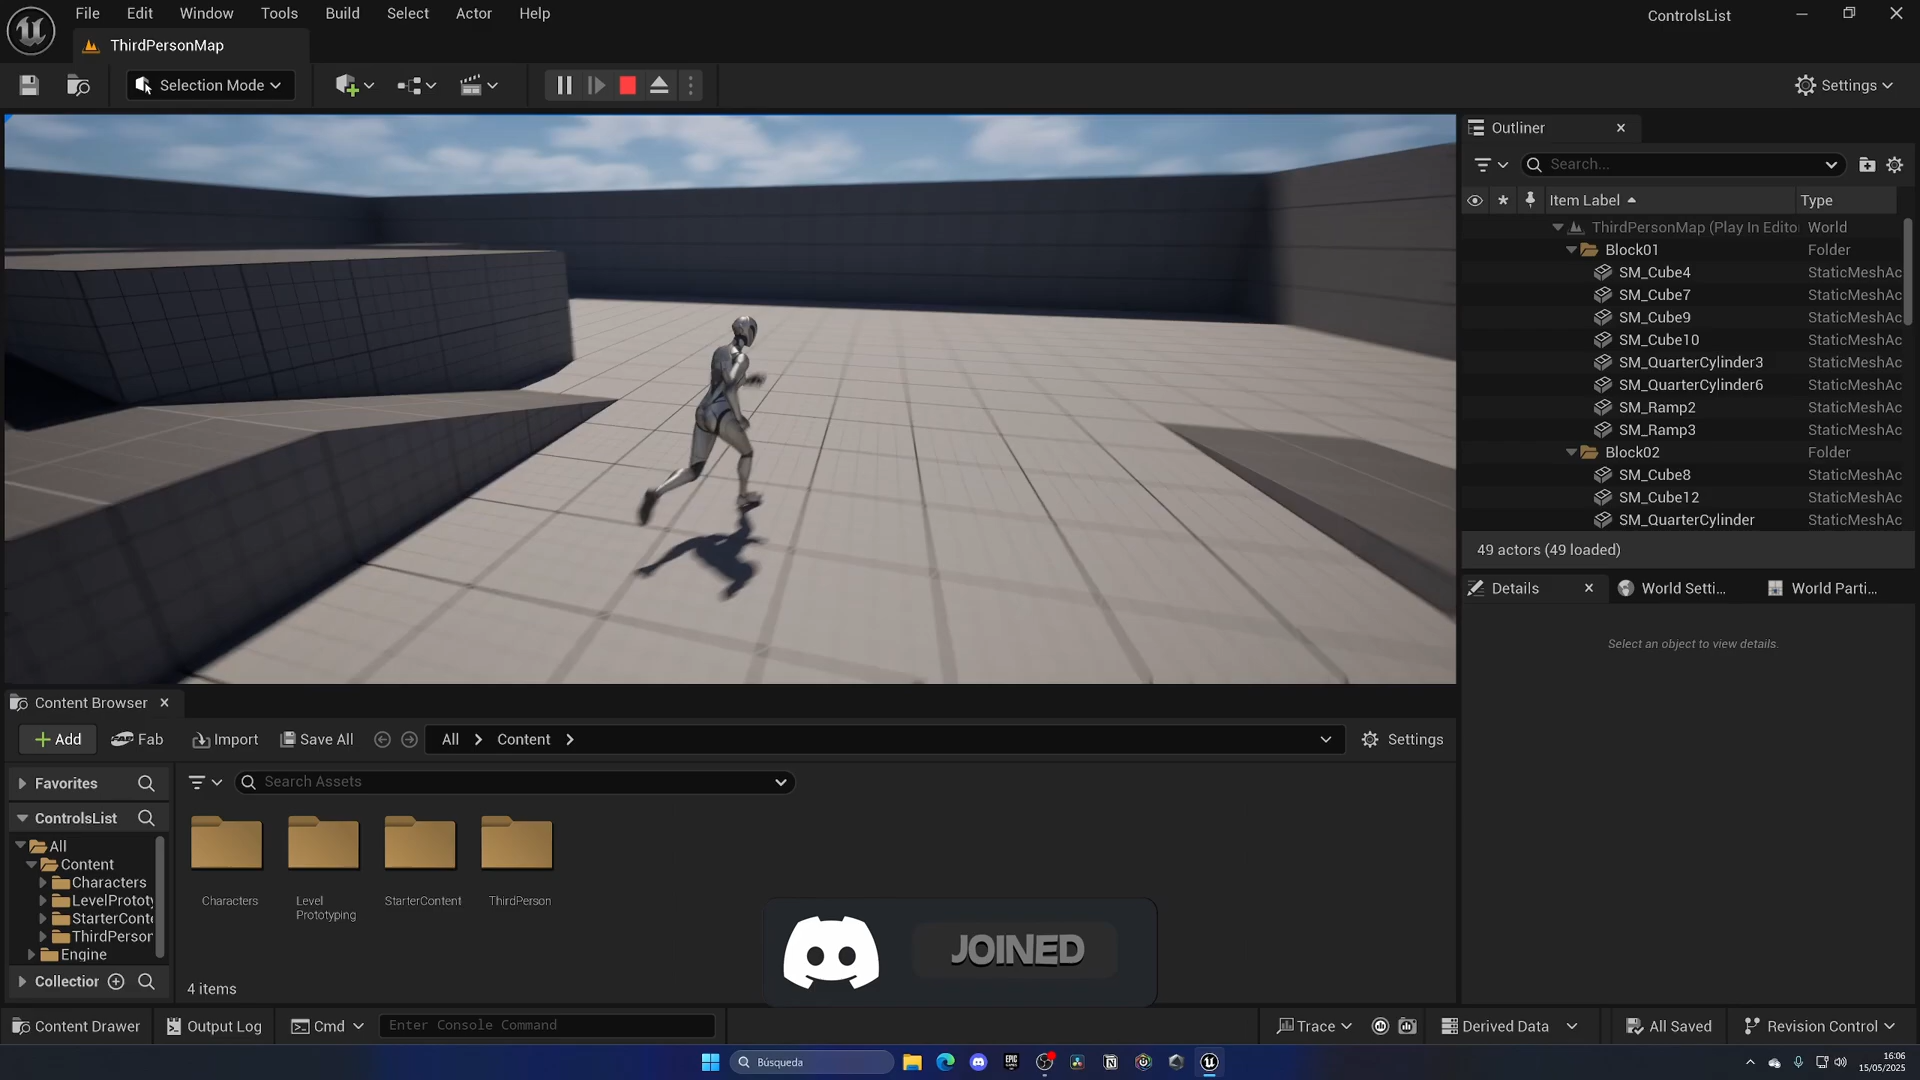 File Edit Window Tools Build Select Actor Help ControlsList
ThirdPersonMap
Selection Mode
Settings
Outliner
Search...
Item Label Type
ThirdPersonMap (Play In Edito World
Block01 Folder
SM_Cube4 StaticMeshAc
SM_Cube7 StaticMeshAc
SM_Cube9 StaticMeshAc
SM_Cube10 StaticMeshAc
SM_QuarterCylinder3 StaticMeshAc
SM_QuarterCylinder6 StaticMeshAc
SM_Ramp2 StaticMeshAc
SM_Ramp3 StaticMeshAc
Block02 Folder
SM_Cube8 StaticMeshAc
SM_Cube12 StaticMeshAc
SM_QuarterCylinder StaticMeshAc
49 actors (49 loaded)
Details World Setti... World Parti...
Select an object to view details.
Content Browser
Add Fab Import Save All All Content Settings
Favorites
Search Assets
ControlsList
All
Content
Characters
LevelPrototy
StarterConte
ThirdPerson
Engine
Collection
Characters
Level
Prototyping
StarterContent
ThirdPerson
4 items
JOINED
Content Drawer Output Log Cmd Enter Console Command Trace Derived Data All Saved Revision Control
Búsqueda
EPIC
16:06
15/05/2025